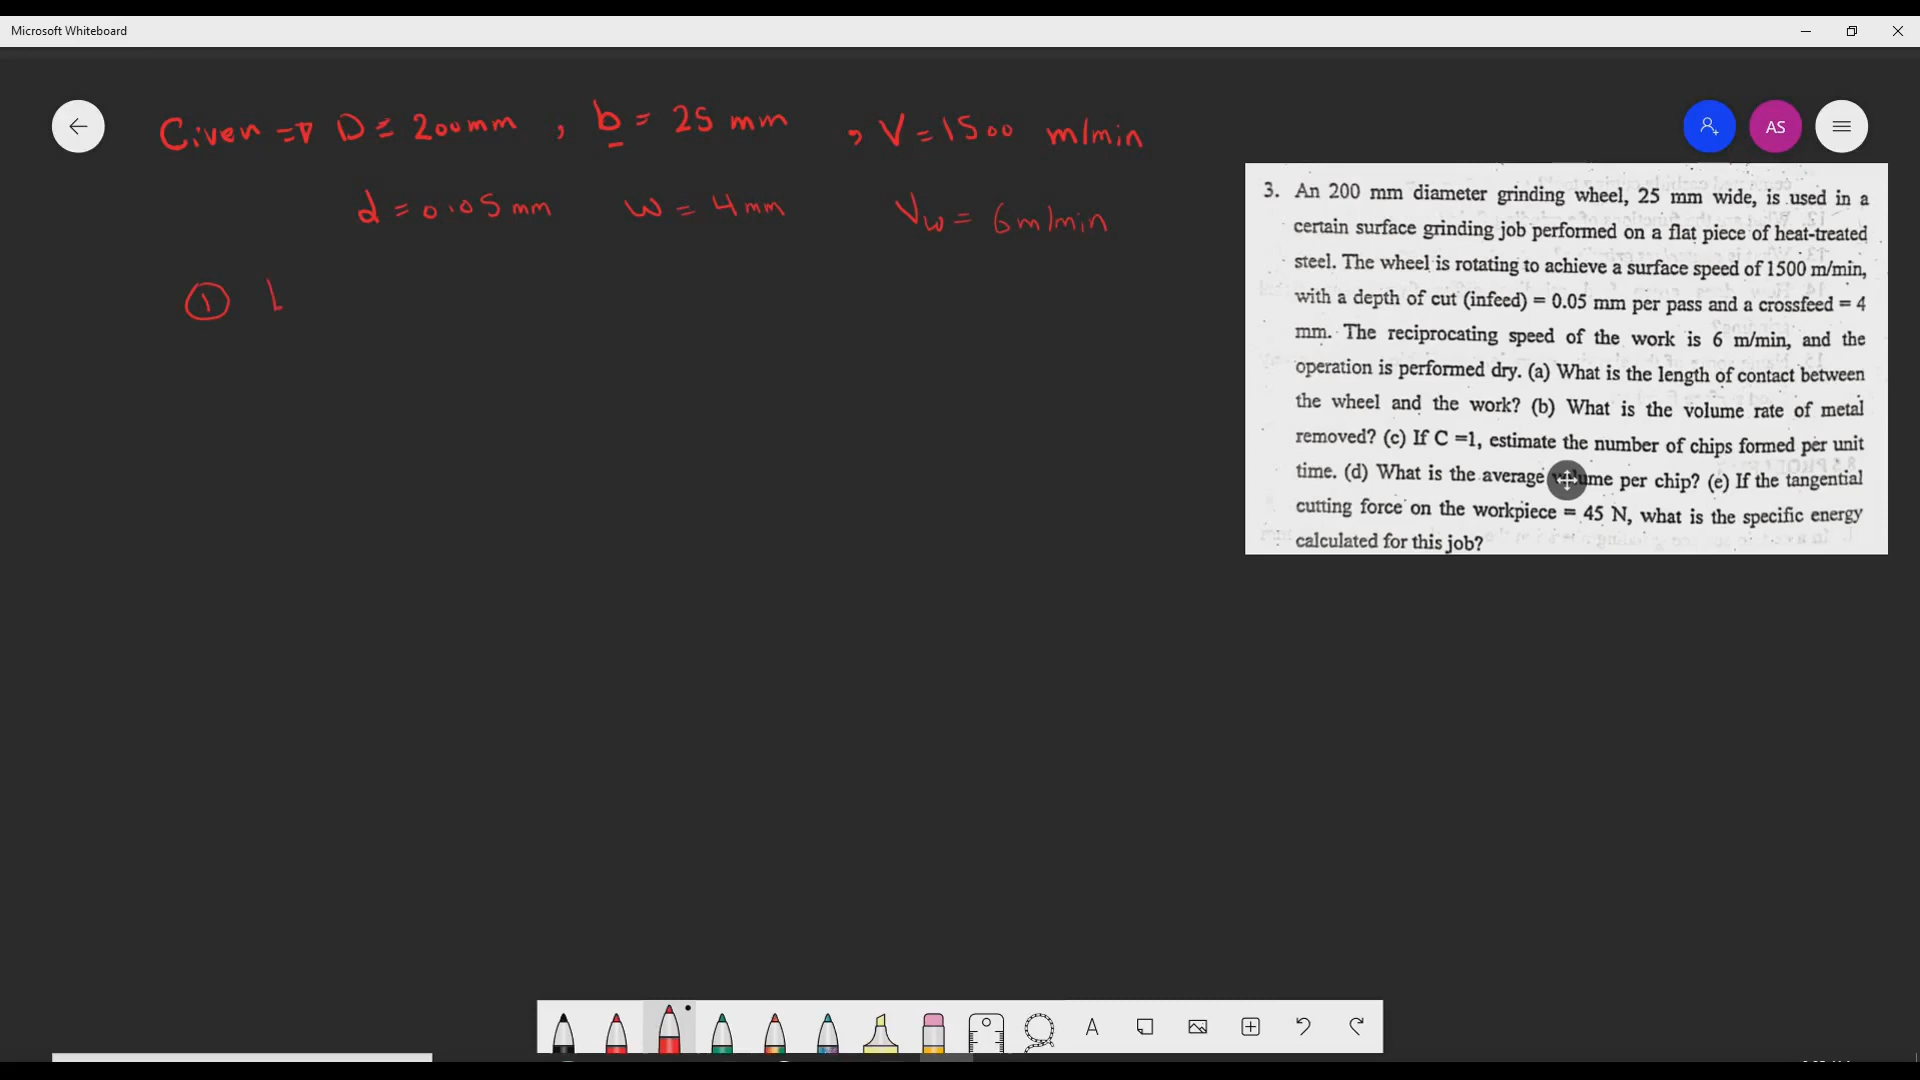 Microsoft Whiteboard
Given ⇒ D = 200mm , b = 25 mm , V = 1500 m/min
AS
d = 0.05 mm w = 4mm Vw = 6m/min
① L
3. An 200 mm diameter grinding wheel, 25 mm wide, is used in a
certain surface grinding job performed on a flat piece of heat-treated
steel. The wheel is rotating to achieve a surface speed of 1500 m/min,
with a depth of cut (infeed) = 0.05 mm per pass and a crossfeed = 4
mm. The reciprocating speed of the work is 6 m/min, and the
operation is performed dry. (a) What is the length of contact between
the wheel and the work? (b) What is the volume rate of metal
removed? (c) If C =1, estimate the number of chips formed per unit
time. (d) What is the average volume per chip? (e) If the tangential
cutting force on the workpiece = 45 N, what is the specific energy
calculated for this job?
A